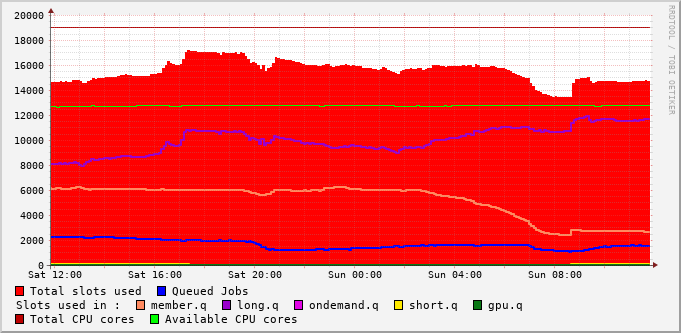 20000
18000
16000
14000
12000
10000
8000
6000
4000
2000
0
Sat 12:00 Sat 16:00 Sat 20:00 Sun 00:00 Sun 04:00 Sun 08:00
Total slots used Queued Jobs
Slots used in : member.q long.q ondemand.q short.q gpu.q
Total CPU cores Available CPU cores
RRDTOOL / TOBI OETIKER